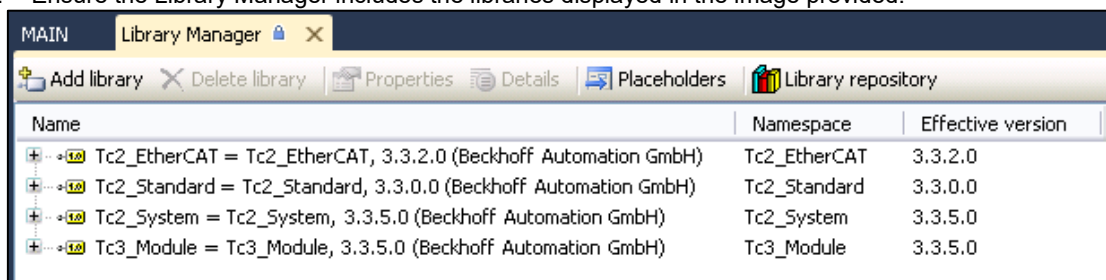 Ensure the Library Manager includes the libraries displayed in the image provided.
MAIN Library Manager
Add library Delete library Properties Details Placeholders Library repository
Name Namespace Effective version
Tc2_EtherCAT = Tc2_EtherCAT, 3.3.2.0 (Beckhoff Automation GmbH) Tc2_EtherCAT 3.3.2.0
Tc2_Standard = Tc2_Standard, 3.3.0.0 (Beckhoff Automation GmbH) Tc2_Standard 3.3.0.0
Tc2_System = Tc2_System, 3.3.5.0 (Beckhoff Automation GmbH) Tc2_System 3.3.5.0
Tc3_Module = Tc3_Module, 3.3.5.0 (Beckhoff Automation GmbH) Tc3_Module 3.3.5.0